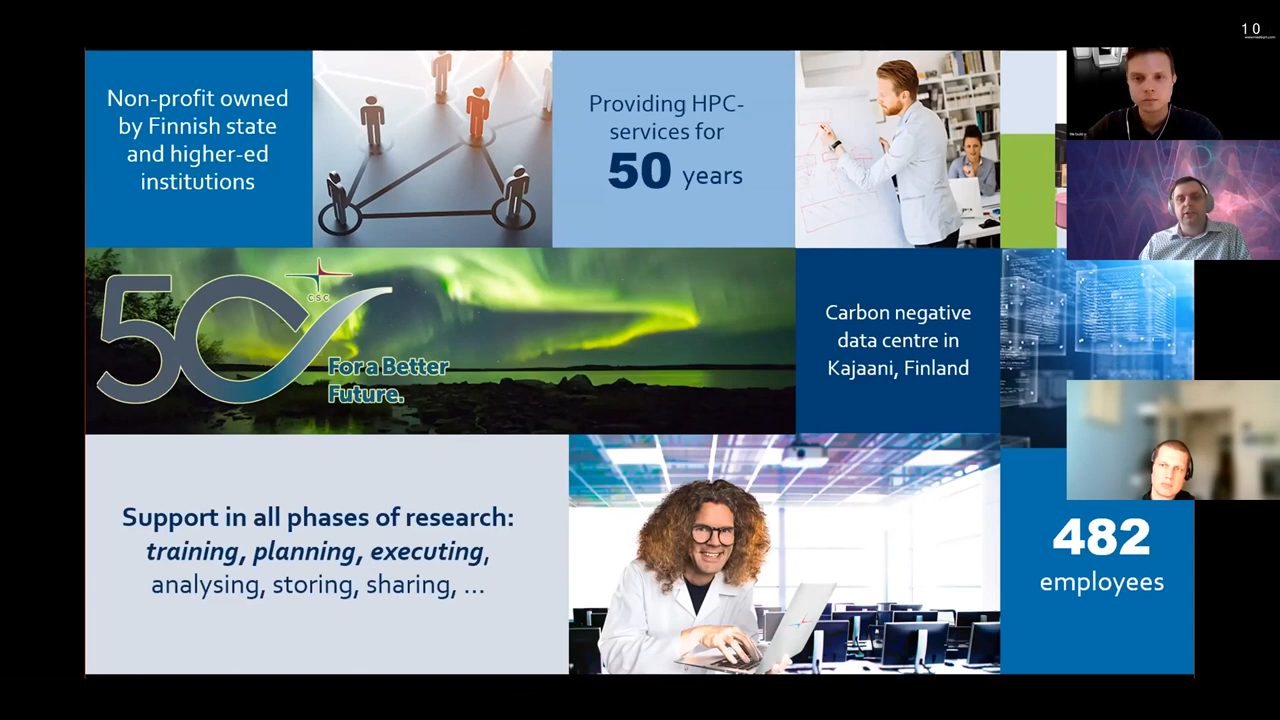 10
Non-profit owned
by Finnish state
and higher-ed
institutions
Providing HPC-
services for
50 years
50
CSC
For a Better
Future.
Carbon negative
data centre in
Kajaani, Finland
Support in all phases of research:
training, planning, executing,
analysing, storing, sharing, ...
482
employees